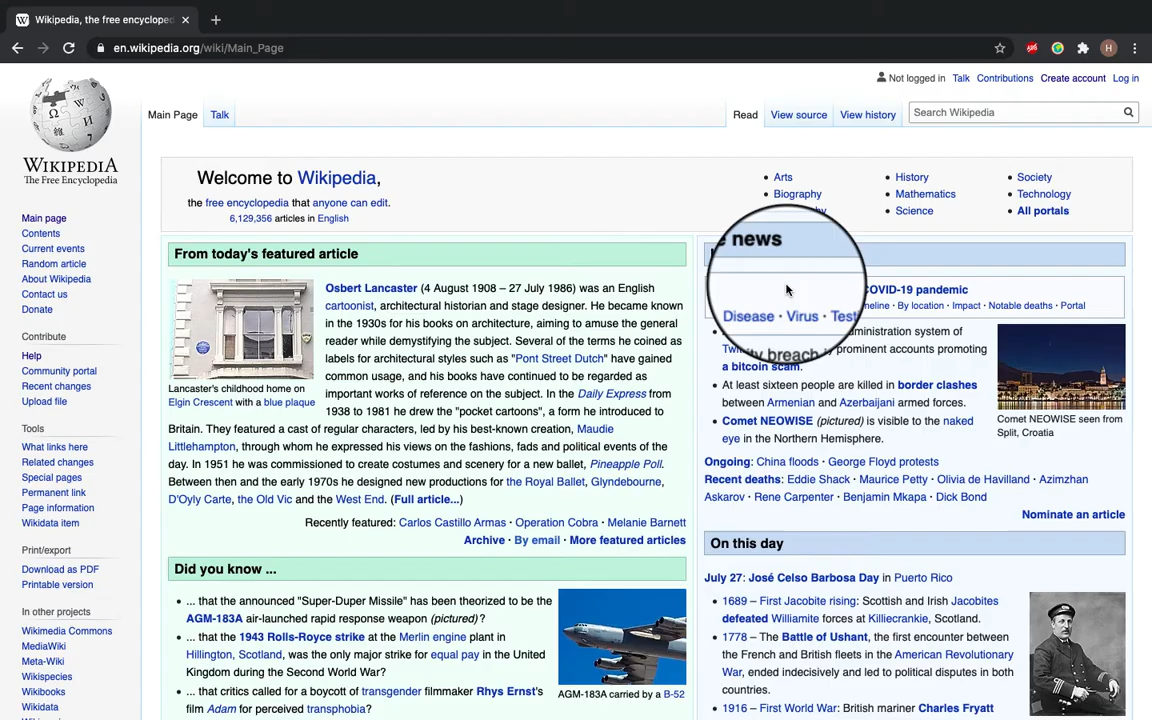 Wikipedia, the free encycloped
en.wikipedia.org/wiki/Main_Page
H
Not logged in Talk Contributions Create account Log in
Main Page Talk
Read View source View history
Search Wikipedia
WIKIPEDIA
The Free Encyclopedia
Main page
Contents
Current events
Random article
About Wikipedia
Contact us
Donate
Contribute
Help
Community portal
Recent changes
Upload file
Tools
What links here
Related changes
Special pages
Permanent link
Page information
Wikidata item
Print/export
Download as PDF
Printable version
In other projects
Wikimedia Commons
MediaWiki
Meta-Wiki
Wikispecies
Wikibooks
Wikidata
Welcome to Wikipedia,
the free encyclopedia that anyone can edit.
6,129,356 articles in English
Arts
Biography
History
Mathematics
Science
Society
Technology
All portals
From today's featured article
Osbert Lancaster (4 August 1908 – 27 July 1986) was an English
cartoonist, architectural historian and stage designer. He became known
in the 1930s for his books on architecture, aiming to amuse the general
reader while demystifying the subject. Several of the terms he coined as
labels for architectural styles such as "Pont Street Dutch" have gained
common usage, and his books have continued to be regarded as
important works of reference on the subject. In the Daily Express from
1938 to 1981 he drew the "pocket cartoons", a form he introduced to
Britain. They featured a cast of regular characters, led by his best-known creation, Maudie
Littlehampton, through whom he expressed his views on the fashions, fads and political events of the
day. In 1951 he was commissioned to create costumes and scenery for a new ballet, Pineapple Poll.
Between then and the early 1970s he designed new productions for the Royal Ballet, Glyndebourne,
D'Oyly Carte, the Old Vic and the West End. (Full article...)
Lancaster's childhood home on
Elgin Crescent with a blue plaque
Recently featured: Carlos Castillo Armas · Operation Cobra · Melanie Barnett
Archive · By email · More featured articles
Did you know ...
... that the announced "Super-Duper Missile" has been theorized to be the
AGM-183A air-launched rapid response weapon (pictured)?
... that the 1943 Rolls-Royce strike at the Merlin engine plant in
Hillington, Scotland, was the only major strike for equal pay in the United
Kingdom during the Second World War?
... that critics called for a boycott of transgender filmmaker Rhys Ernst's
film Adam for perceived transphobia?
AGM-183A carried by a B-52
news
COVID-19 pandemic
Disease · Virus · Test
By location · Impact · Notable deaths · Portal
ministration system of
breach prominent accounts promoting
a bitcoin scam.
At least sixteen people are killed in border clashes
between Armenian and Azerbaijani armed forces.
Comet NEOWISE (pictured) is visible to the naked
eye in the Northern Hemisphere.
Comet NEOWISE seen from
Split, Croatia
Ongoing: China floods · George Floyd protests
Recent deaths: Eddie Shack · Maurice Petty · Olivia de Havilland · Azimzhan
Askarov · Rene Carpenter · Benjamin Mkapa · Dick Bond
Nominate an article
On this day
July 27: José Celso Barbosa Day in Puerto Rico
1689 – First Jacobite rising: Scottish and Irish Jacobites
defeated Williamite forces at Killiecrankie, Scotland.
1778 – The Battle of Ushant, the first encounter between
the French and British fleets in the American Revolutionary
War, ended indecisively and led to political disputes in both
countries.
1916 – First World War: British mariner Charles Fryatt